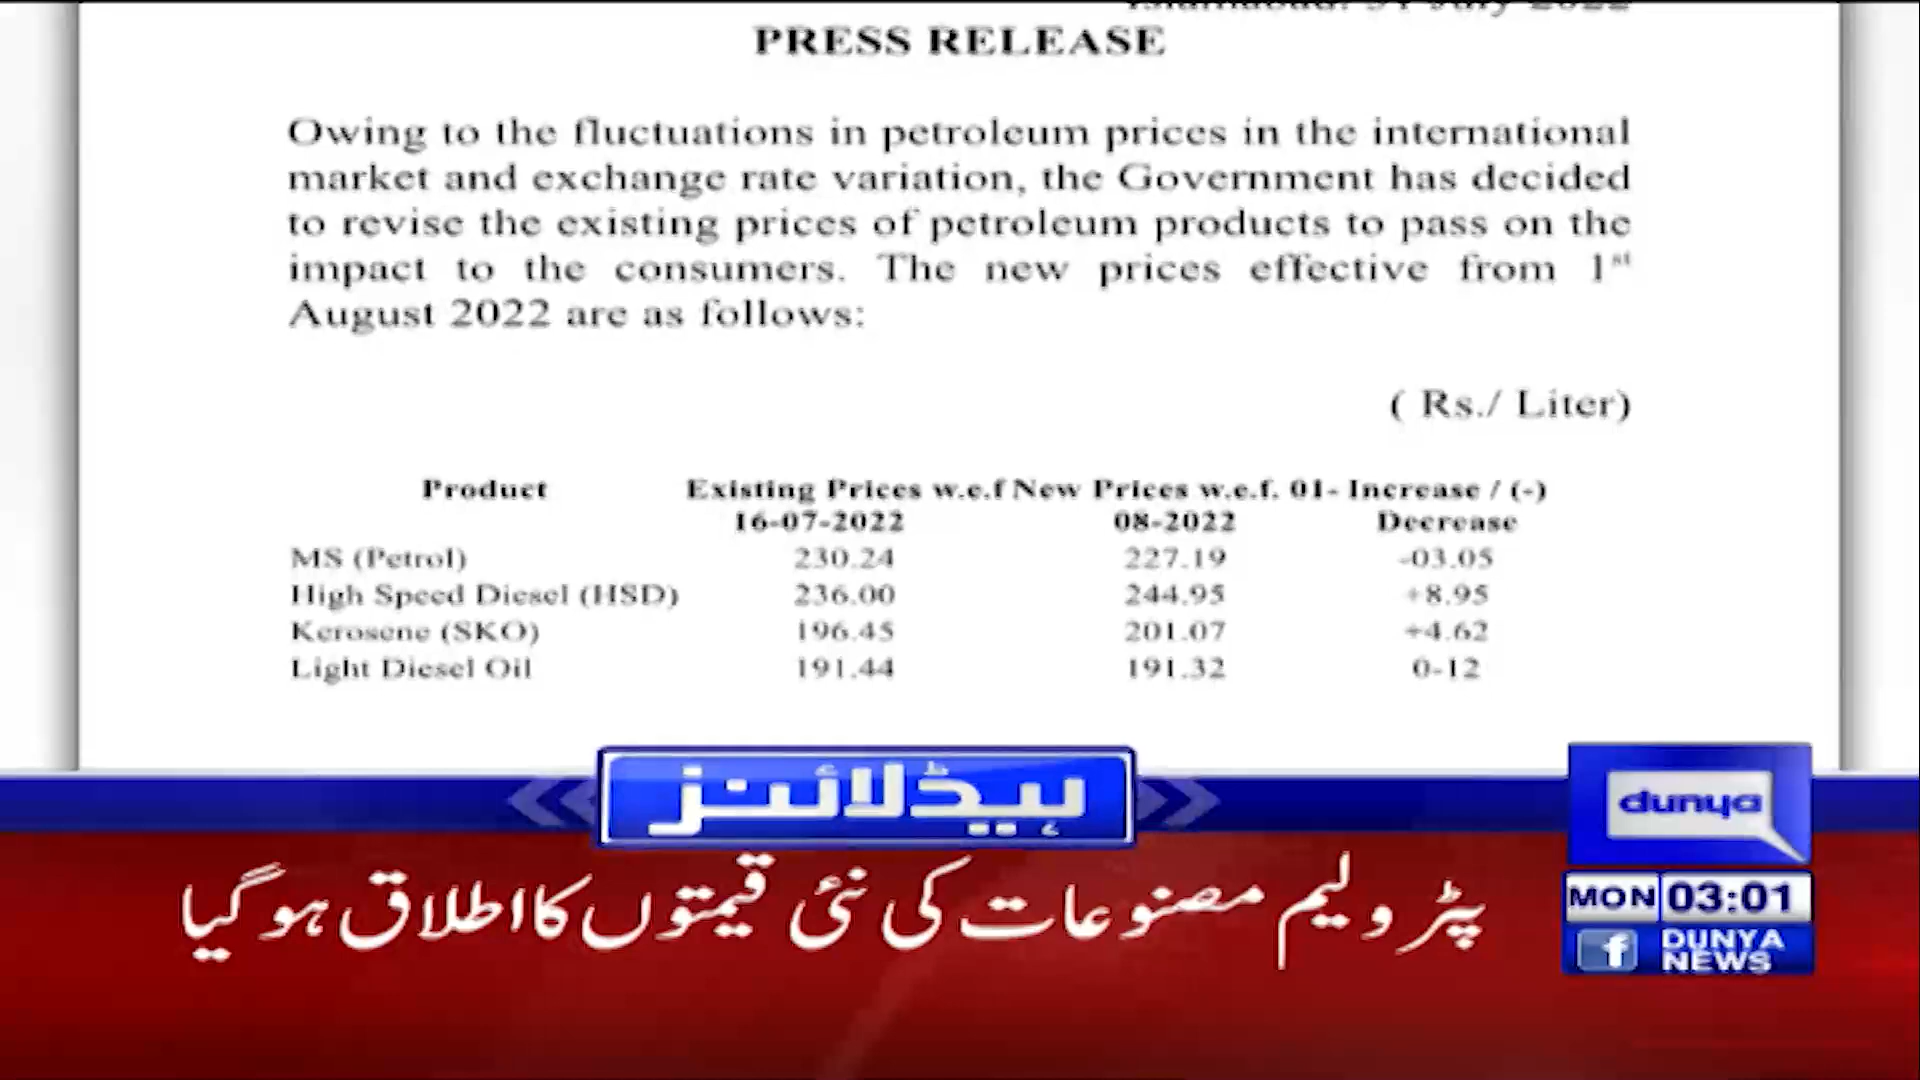 Islamabad: 31 July 2022
PRESS RELEASE
Owing to the fluctuations in petroleum prices in the international
market and exchange rate variation, the Government has decided
to revise the existing prices of petroleum products to pass on the
impact to the consumers. The new prices effective from 1st
August 2022 are as follows:
( Rs./ Liter)
Product Existing Prices w.e.f New Prices w.e.f. 01- Increase / (-)
16-07-2022 08-2022 Decrease
MS (Petrol) 230.24 227.19 -03.05
High Speed Diesel (HSD) 236.00 244.95 +8.95
Kerosene (SKO) 196.45 201.07 +4.62
Light Diesel Oil 191.44 191.32 0-12
ہیڈلائنز
dunya
پٹرولیم مصنوعات کی نئی قیمتوں کا اطلاق ہوگیا
MON 03:01
f DUNYA
NEWS